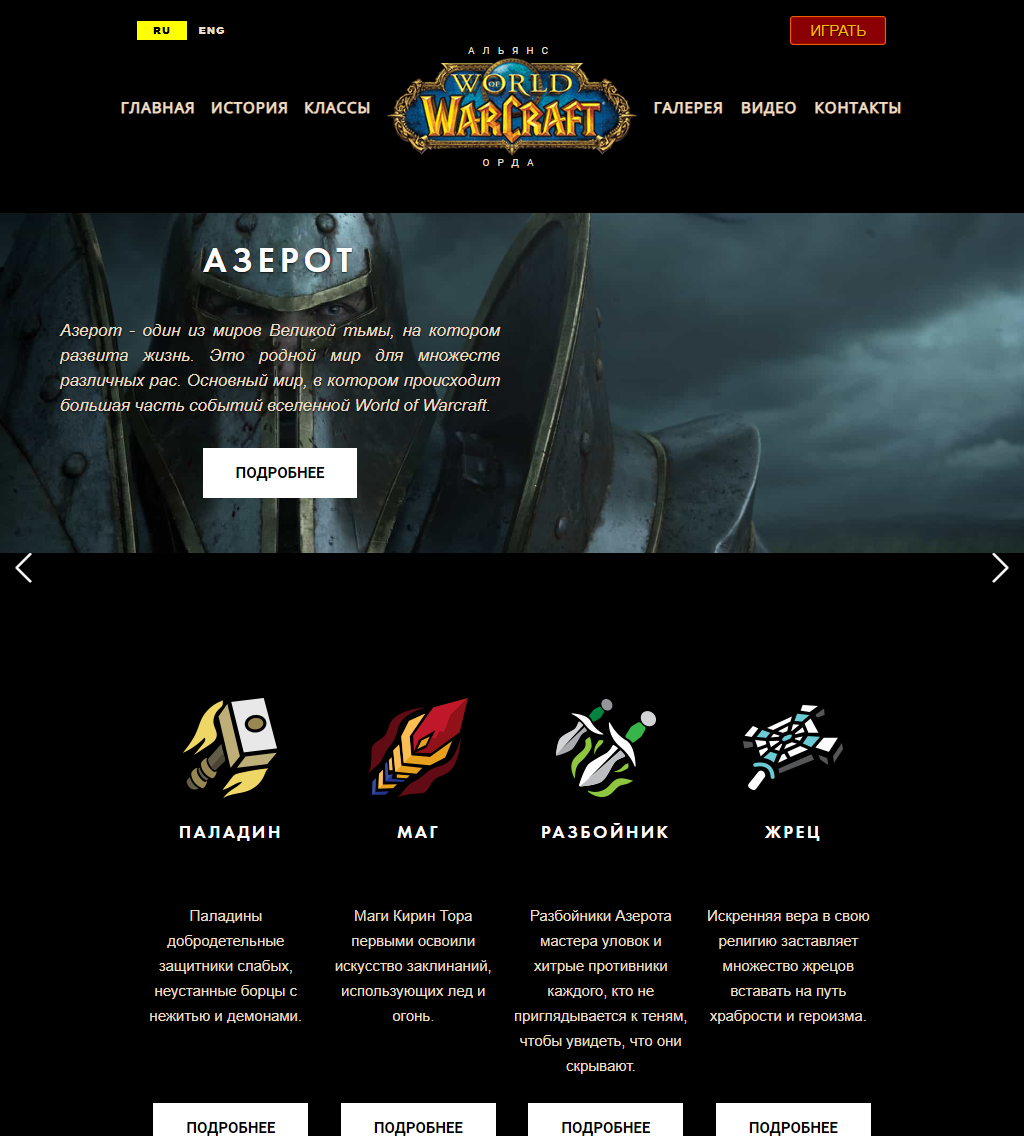 RU ENG
ИГРАТЬ
АЛЬЯНС
WORLD OF WARCRAFT
ГЛАВНАЯ ИСТОРИЯ КЛАССЫ ГАЛЕРЕЯ ВИДЕО КОНТАКТЫ
ОРДА
АЗЕРОТ
Азерот - один из миров Великой тьмы, на котором
развита жизнь. Это родной мир для множеств
различных рас. Основный мир, в котором происходит
большая часть событий вселенной World of Warcraft.
ПОДРОБНЕЕ
ПАЛАДИН
Паладины
добродетельные
защитники слабых,
неустанные борцы с
нежитью и демонами.
ПОДРОБНЕЕ
МАГ
Маги Кирин Тора
первыми освоили
искусство заклинаний,
использующих лед и
огонь.
ПОДРОБНЕЕ
РАЗБОЙНИК
Разбойники Азерота
мастера уловок и
хитрые противники
каждого, кто не
приглядывается к теням,
чтобы увидеть, что они
скрывают.
ПОДРОБНЕЕ
ЖРЕЦ
Искренняя вера в свою
религию заставляет
множество жрецов
вставать на путь
храбрости и героизма.
ПОДРОБНЕЕ